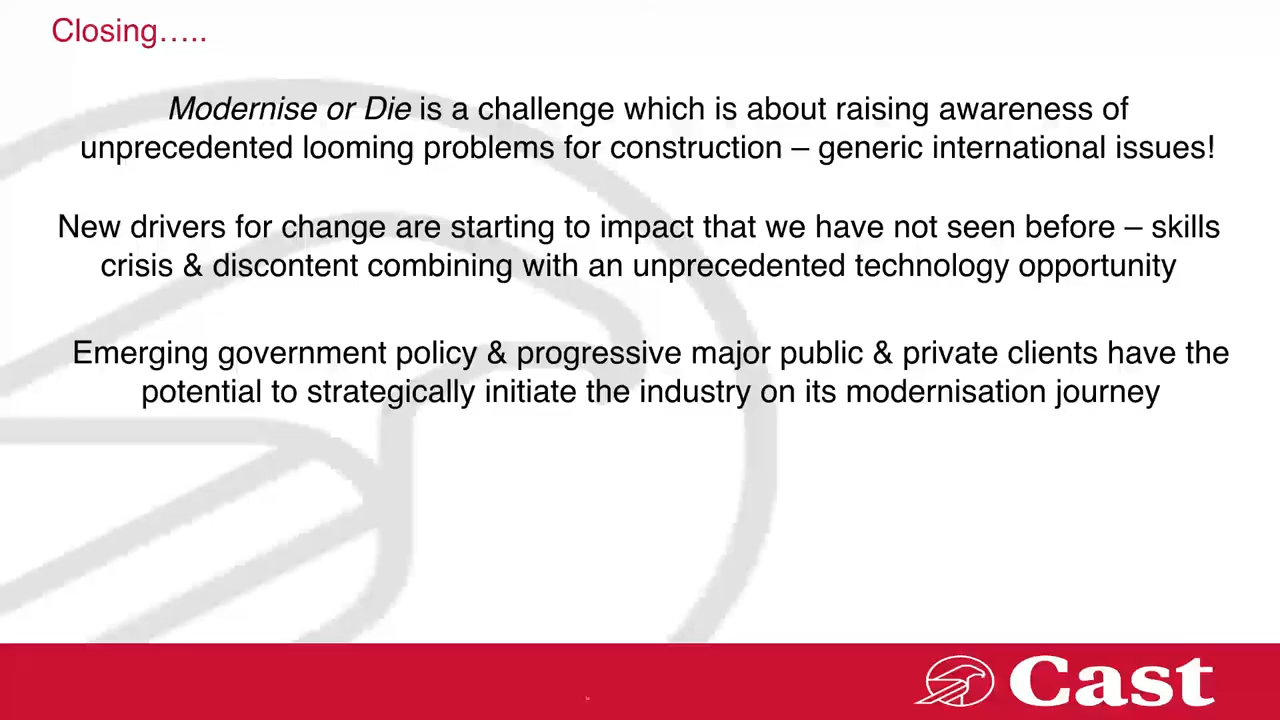 Closing…..
Modernise or Die is a challenge which is about raising awareness of
unprecedented looming problems for construction – generic international issues!
New drivers for change are starting to impact that we have not seen before – skills
crisis & discontent combining with an unprecedented technology opportunity
Emerging government policy & progressive major public & private clients have the
potential to strategically initiate the industry on its modernisation journey
Cast